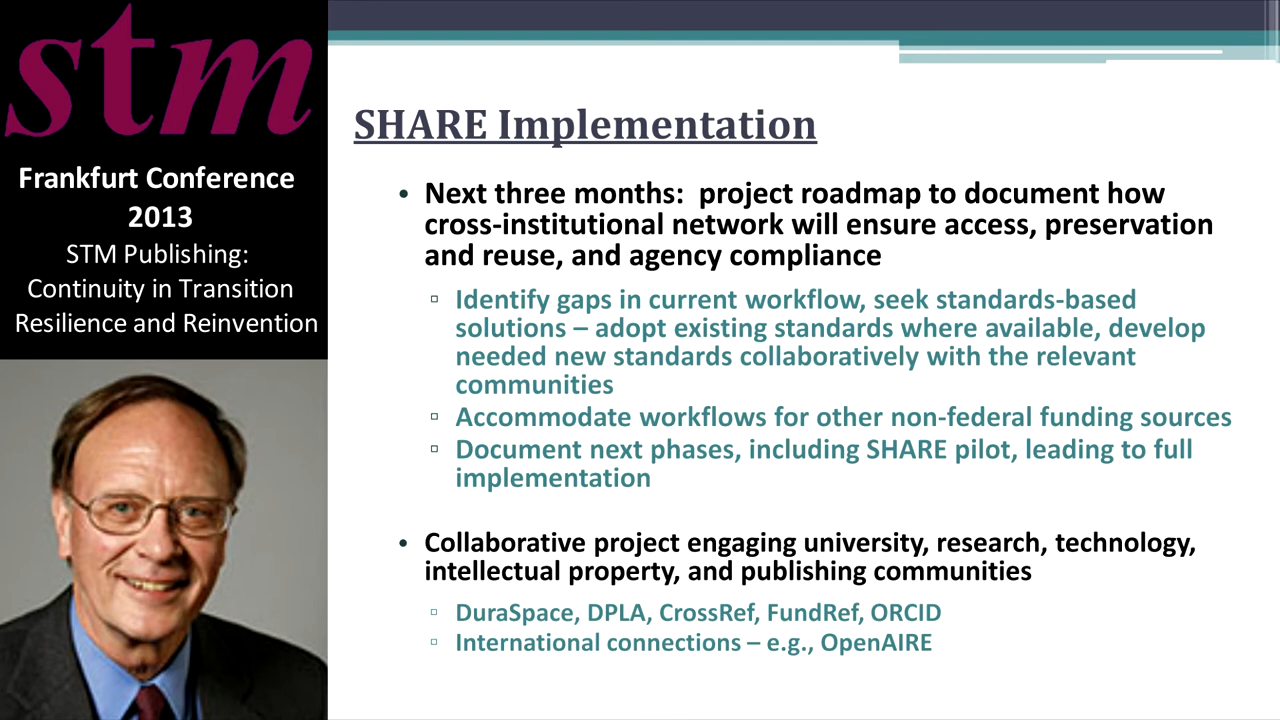 stm
Frankfurt Conference
2013
STM Publishing:
Continuity in Transition
Resilience and Reinvention
SHARE Implementation
• Next three months:  project roadmap to document how
cross-institutional network will ensure access, preservation
and reuse, and agency compliance
▫ Identify gaps in current workflow, seek standards-based
solutions – adopt existing standards where available, develop
needed new standards collaboratively with the relevant
communities
▫ Accommodate workflows for other non-federal funding sources
▫ Document next phases, including SHARE pilot, leading to full
implementation
• Collaborative project engaging university, research, technology,
intellectual property, and publishing communities
▫ DuraSpace, DPLA, CrossRef, FundRef, ORCID
▫ International connections – e.g., OpenAIRE